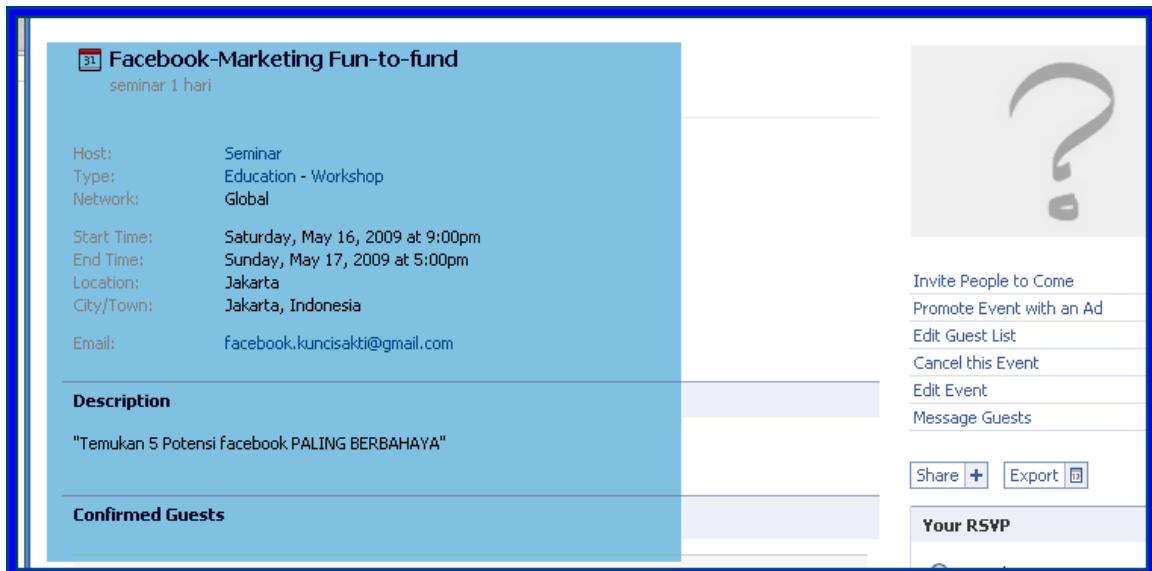 Facebook-Marketing Fun-to-fund
seminar 1 hari
Host: Seminar
Type: Education - Workshop
Network: Global
Start Time: Saturday, May 16, 2009 at 9:00pm
End Time: Sunday, May 17, 2009 at 5:00pm
Location: Jakarta
City/Town: Jakarta, Indonesia
Email: facebook.kuncisakti@gmail.com
Description
"Temukan 5 Potensi facebook PALING BERBAHAYA"
Confirmed Guests
?
Invite People to Come
Promote Event with an Ad
Edit Guest List
Cancel this Event
Edit Event
Message Guests
Share +
Export
Your RSVP